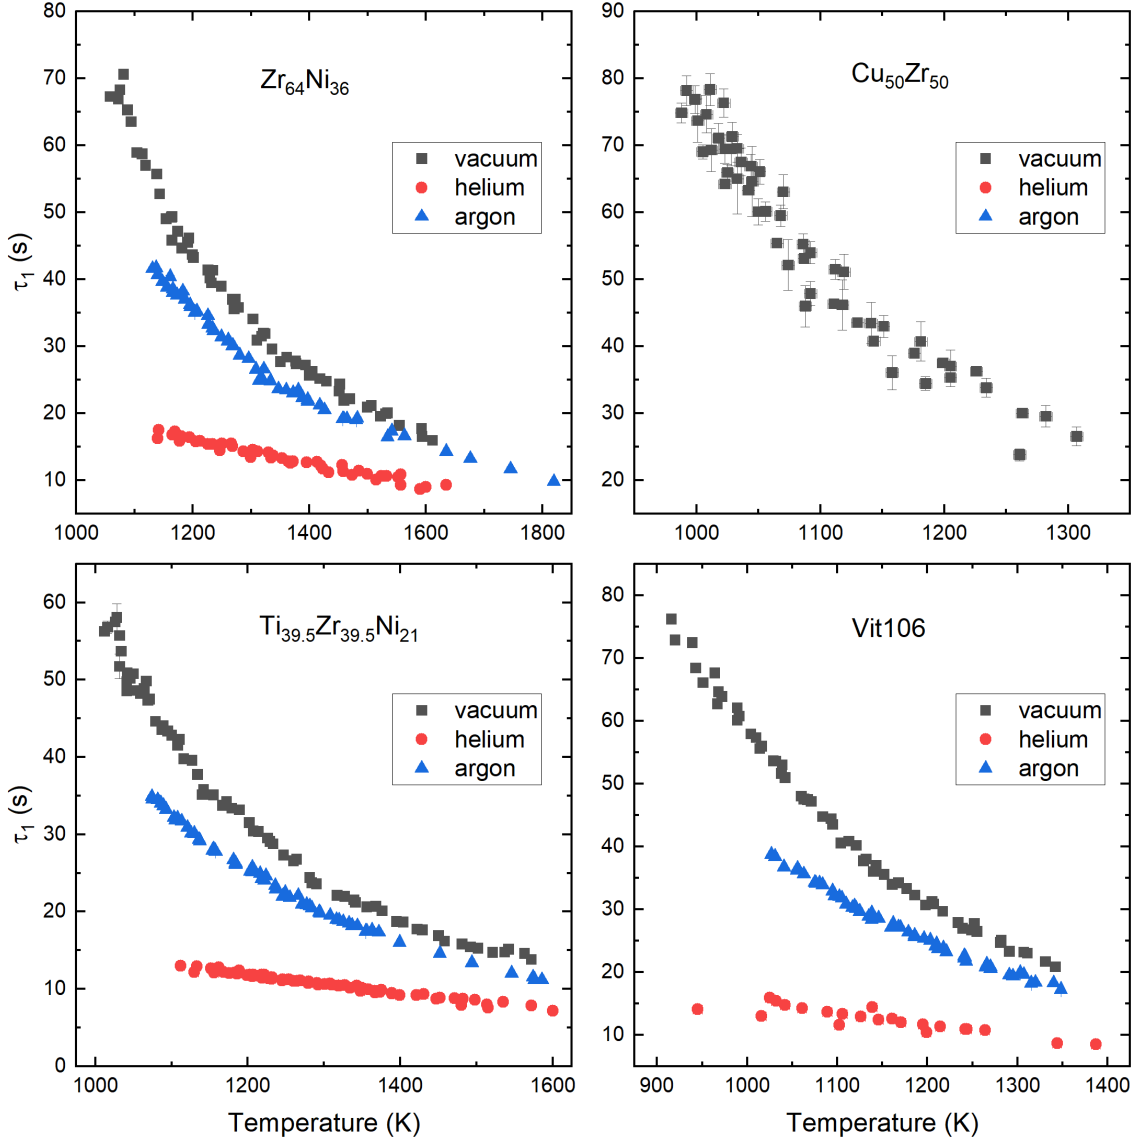 90
80
70
60
50
40
30
20
10
τ₁ (s)
Zr₆₄Ni₃₆
vacuum
helium
argon
1000 1200 1400 1600 1800
90
80
70
60
50
40
30
20
Cu₅₀Zr₅₀
vacuum
helium
argon
1000 1100 1200 1300
60
50
40
30
20
10
0
τ₁ (s)
Ti₃₉.₅Zr₃₉.₅Ni₂₁
vacuum
helium
argon
1000 1200 1400 1600
Temperature (K)
80
70
60
50
40
30
20
10
Vit106
vacuum
helium
argon
900 1000 1100 1200 1300 1400
Temperature (K)